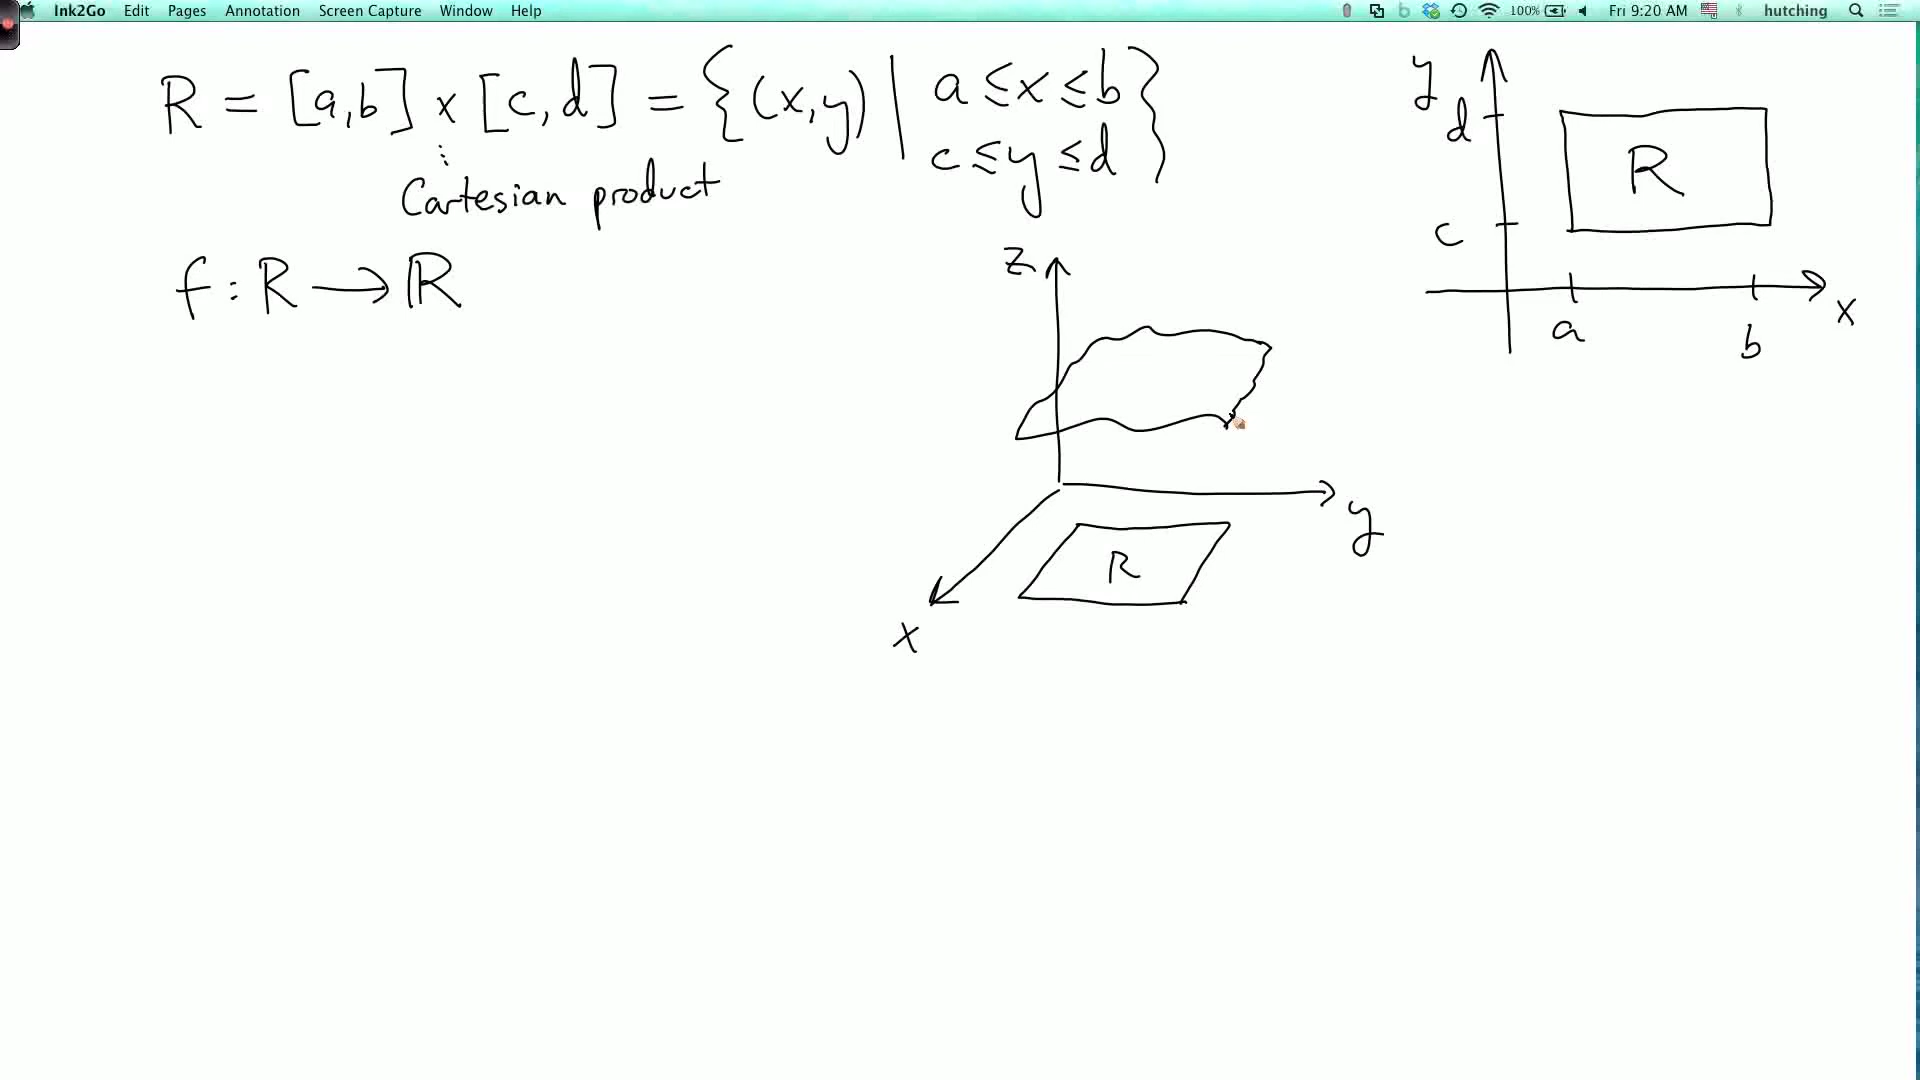 Ink2Go Edit Pages Annotation Screen Capture Window Help 100% Fri 9:20 AM hutching
R = [a,b] x [c,d] = {(x,y) | a ≤ x ≤ b
c ≤ y ≤ d}
Cartesian product
f : R → ℝ
y
d
R
c
a
b
x
z
y
R
x